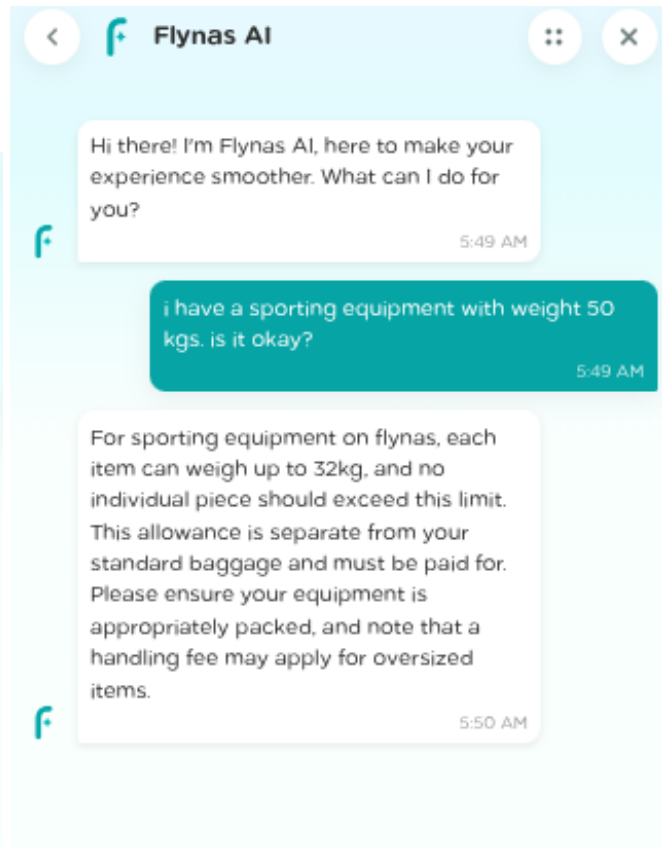 Flynas AI
Hi there! I'm Flynas AI, here to make your
experience smoother. What can I do for
you?
5:49 AM
i have a sporting equipment with weight 50
kgs. is it okay?
5:49 AM
For sporting equipment on flynas, each
item can weigh up to 32kg, and no
individual piece should exceed this limit.
This allowance is separate from your
standard baggage and must be paid for.
Please ensure your equipment is
appropriately packed, and note that a
handling fee may apply for oversized
items.
5:50 AM